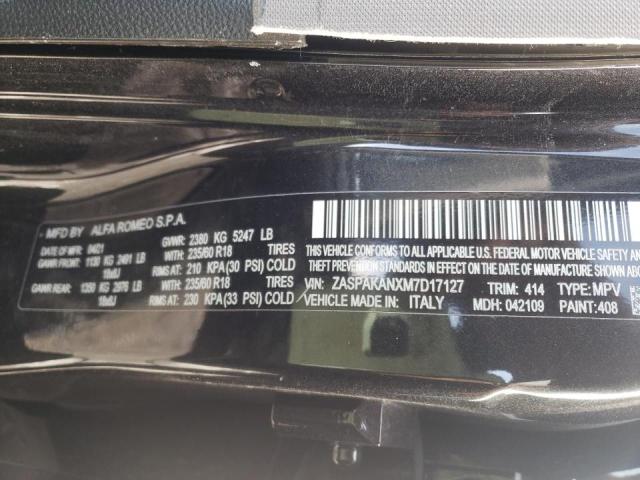 MFD BY ALFA ROMEO S.P.A.
DATE OF MFR: 04/21 GVWR: 2380 KG 5247 LB
GAWR FRONT: 1130 KG 2491 LB WITH: 235/60 R18 TIRES
18x8J RIMS AT: 210 KPA(30 PSI) COLD
GAWR REAR: 1350 KG 2976 LB WITH: 235/60 R18 TIRES
18x8J RIMS AT: 230 KPA(33 PSI) COLD
THIS VEHICLE CONFORMS TO ALL APPLICABLE U.S. FEDERAL MOTOR VEHICLE SAFETY AND
THEFT PREVENTION STANDARDS IN EFFECT ON THE DATE OF MANUFACTURE SHOWN ABOVE
VIN: ZASPAKANXM7D17127 TRIM: 414 TYPE: MPV
VEHICLE MADE IN: ITALY MDH: 042109 PAINT:408